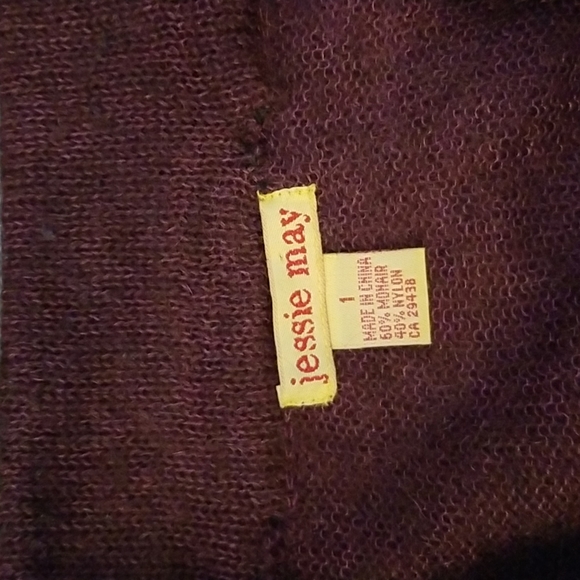 jessie may
1
MADE IN CHINA
60% MOHAIR
40% NYLON
CA 29438